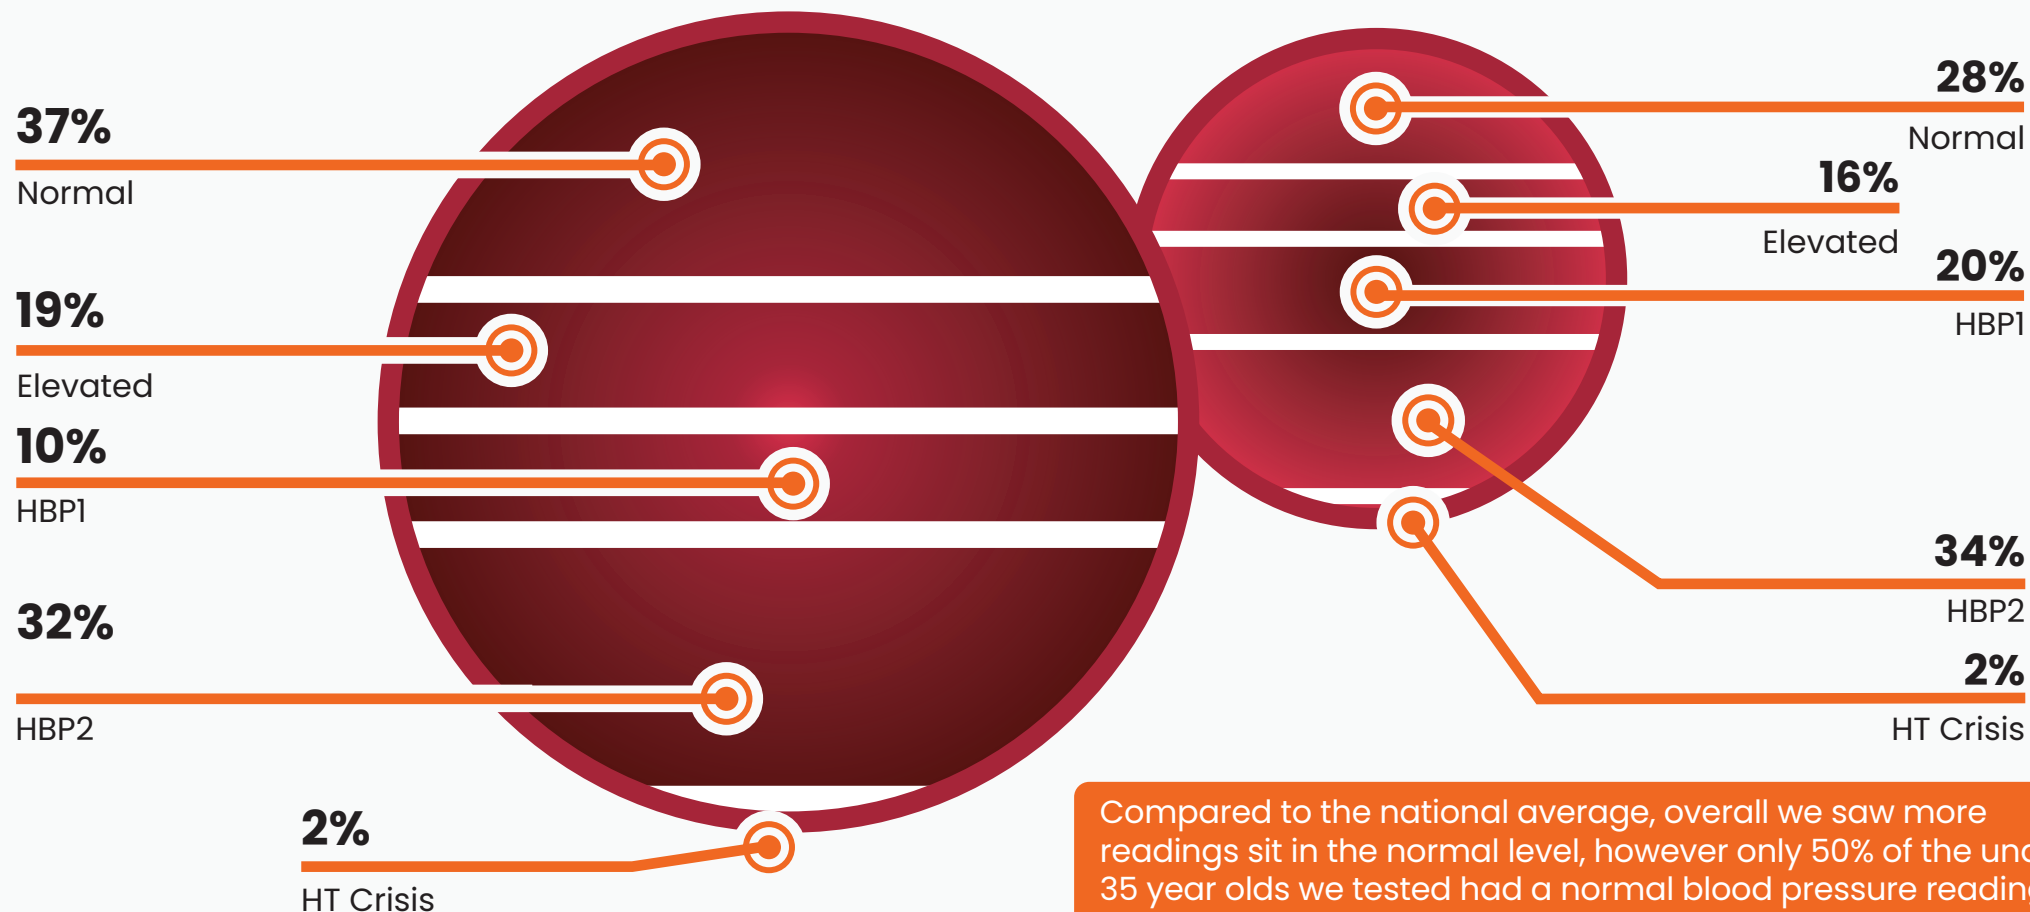 37%
Normal
19%
Elevated
10%
HBP1
32%
HBP2
2%
HT Crisis
28%
Normal
16%
Elevated
20%
HBP1
34%
HBP2
2%
HT Crisis
Compared to the national average, overall we saw more
readings sit in the normal level, however only 50% of the
35 year olds we tested had a normal blood pressure